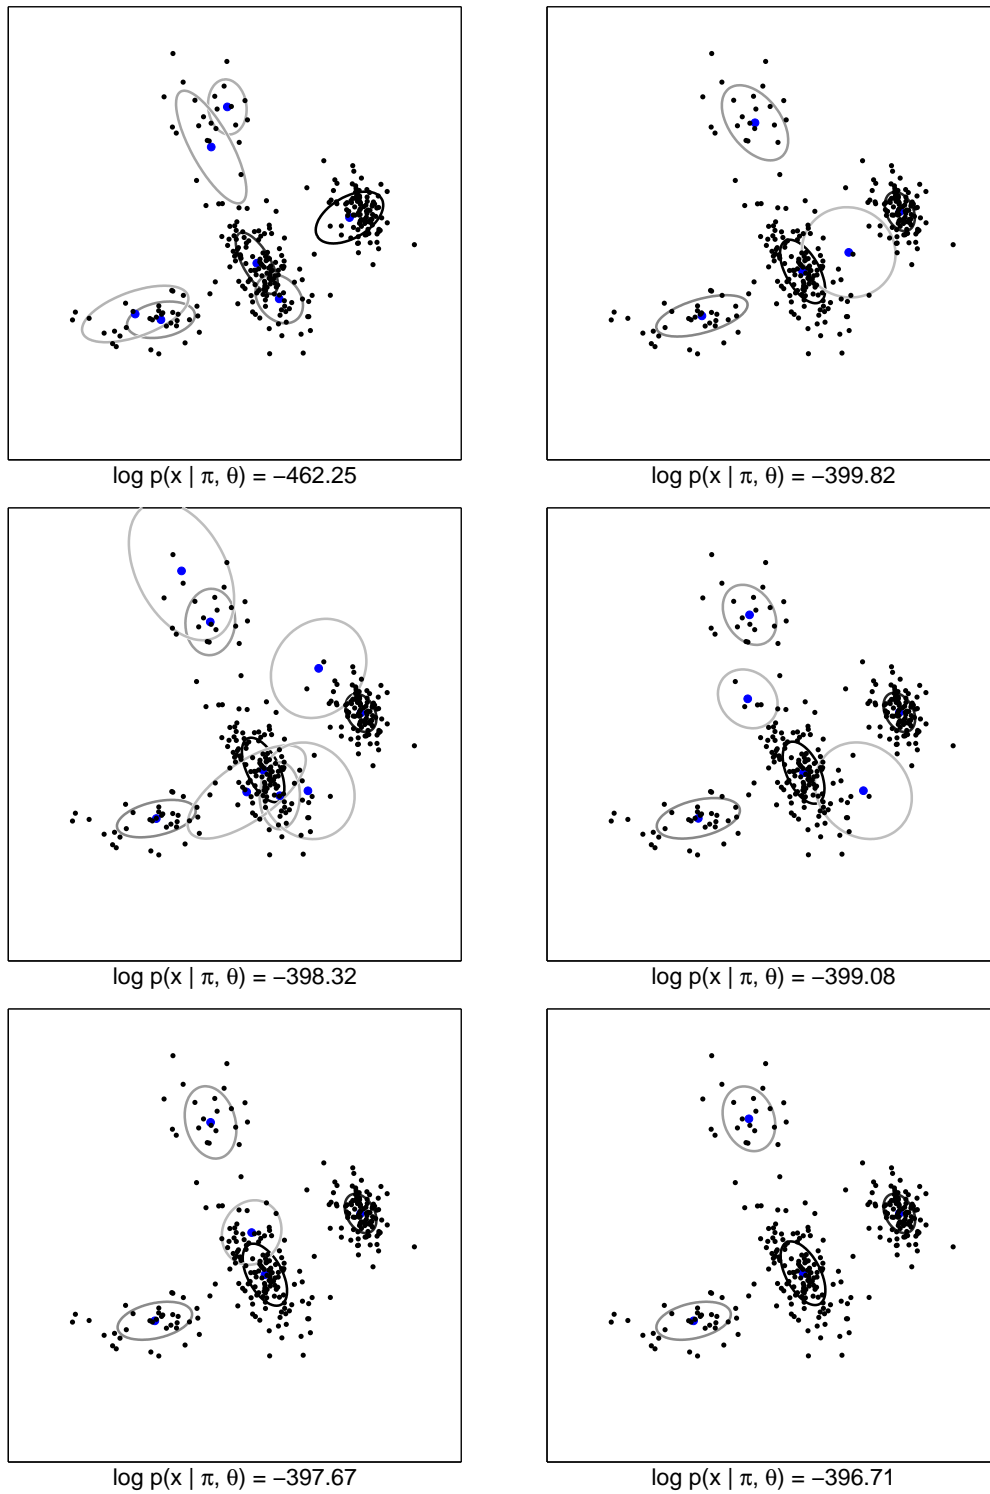 log p(x | π, θ) = −462.25
log p(x | π, θ) = −399.82
log p(x | π, θ) = −398.32
log p(x | π, θ) = −399.08
log p(x | π, θ) = −397.67
log p(x | π, θ) = −396.71